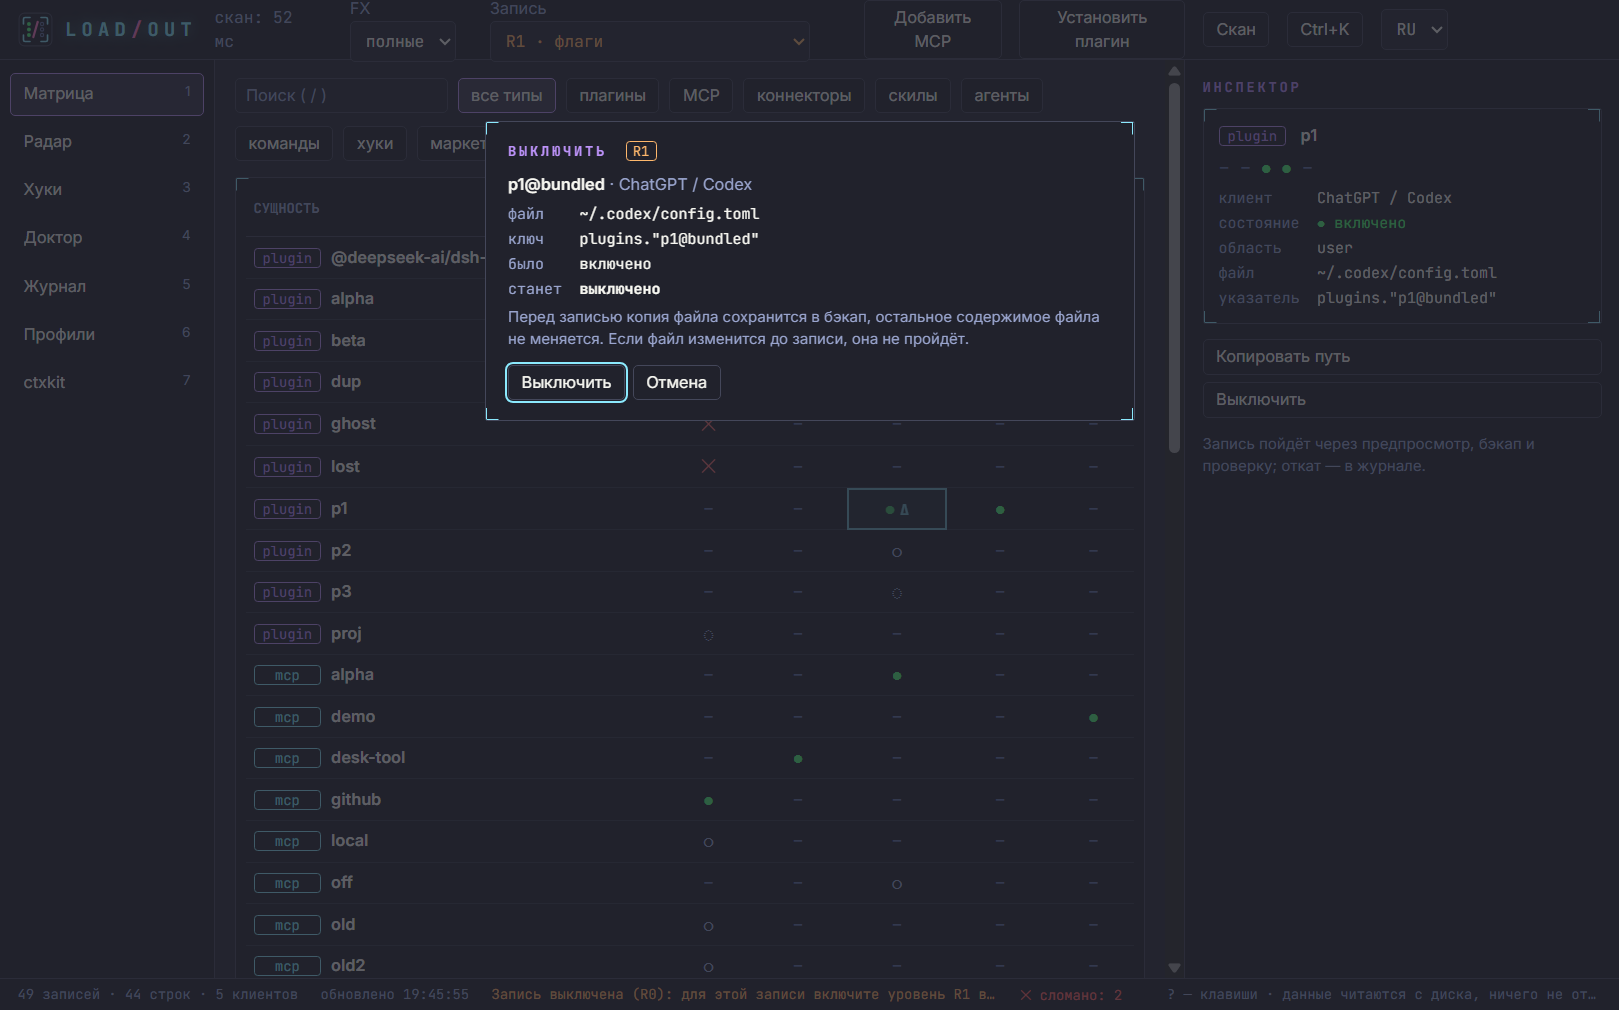 LOAD/OUT
скан: 52 мс
FX
полные
Запись
R1 · флаги
Добавить MCP
Установить плагин
Скан
Ctrl+K
RU
Матрица 1
Радар 2
Хуки 3
Доктор 4
Журнал 5
Профили 6
ctxkit 7
Поиск ( / )
все типы
плагины
MCP
коннекторы
скилы
агенты
команды
хуки
маркет
СУЩНОСТЬ
plugin @deepseek-ai/dsh-
plugin alpha
plugin beta
plugin dup
plugin ghost
plugin lost
plugin p1
Δ
plugin p2
plugin p3
plugin proj
mcp alpha
mcp demo
mcp desk-tool
mcp github
mcp local
mcp off
mcp old
mcp old2
ВЫКЛЮЧИТЬ R1
p1@bundled · ChatGPT / Codex
файл ~/.codex/config.toml
ключ plugins."p1@bundled"
было включено
станет выключено
Перед записью копия файла сохранится в бэкап, остальное содержимое файла
не меняется. Если файл изменится до записи, она не пройдёт.
Выключить
Отмена
ИНСПЕКТОР
plugin p1
клиент ChatGPT / Codex
состояние ● включено
область user
файл ~/.codex/config.toml
указатель plugins."p1@bundled"
Копировать путь
Выключить
Запись пойдёт через предпросмотр, бэкап и
проверку; откат — в журнале.
49 записей · 44 строк · 5 клиентов
обновлено 19:45:55
Запись выключена (R0): для этой записи включите уровень R1 в…
сломано: 2
? — клавиши · данные читаются с диска, ничего не от…